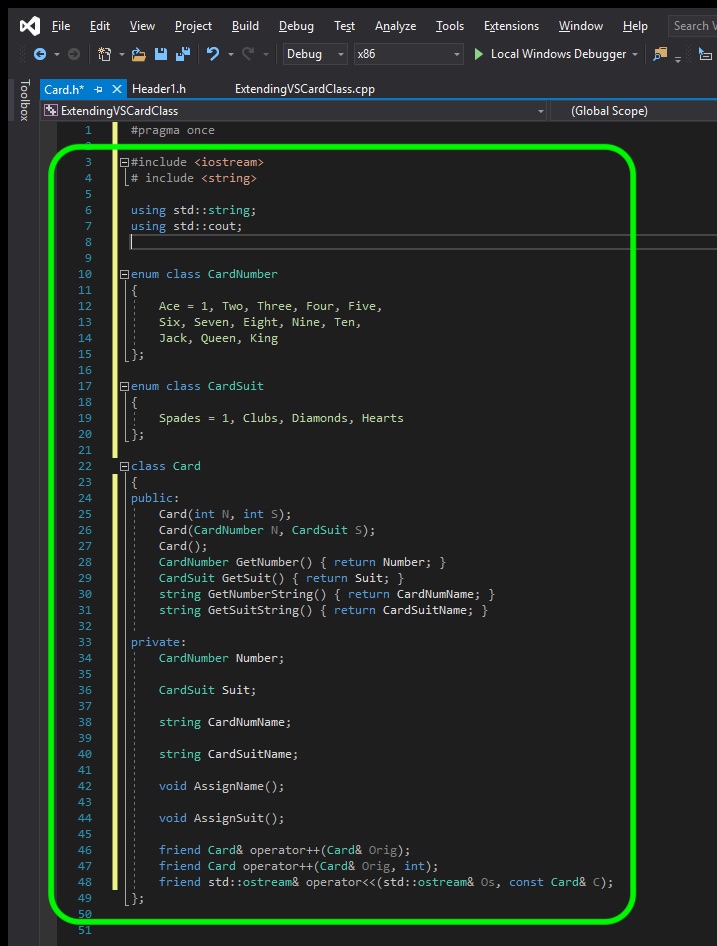 File Edit View Project Build Debug Test Analyze Tools Extensions Window Help Search V
Debug x86 Local Windows Debugger
Toolbox
Card.h* Header1.h ExtendingVSCardClass.cpp
ExtendingVSCardClass (Global Scope)
1 #pragma once
2
3 #include <iostream>
4 # include <string>
5
6 using std::string;
7 using std::cout;
8
9
10 enum class CardNumber
11 {
12 Ace = 1, Two, Three, Four, Five,
13 Six, Seven, Eight, Nine, Ten,
14 Jack, Queen, King
15 };
16
17 enum class CardSuit
18 {
19 Spades = 1, Clubs, Diamonds, Hearts
20 };
21
22 class Card
23 {
24 public:
25 Card(int N, int S);
26 Card(CardNumber N, CardSuit S);
27 Card();
28 CardNumber GetNumber() { return Number; }
29 CardSuit GetSuit() { return Suit; }
30 string GetNumberString() { return CardNumName; }
31 string GetSuitString() { return CardSuitName; }
32
33 private:
34 CardNumber Number;
35
36 CardSuit Suit;
37
38 string CardNumName;
39
40 string CardSuitName;
41
42 void AssignName();
43
44 void AssignSuit();
45
46 friend Card& operator++(Card& Orig);
47 friend Card operator++(Card& Orig, int);
48 friend std::ostream& operator<<(std::ostream& Os, const Card& C);
49 };
50
51